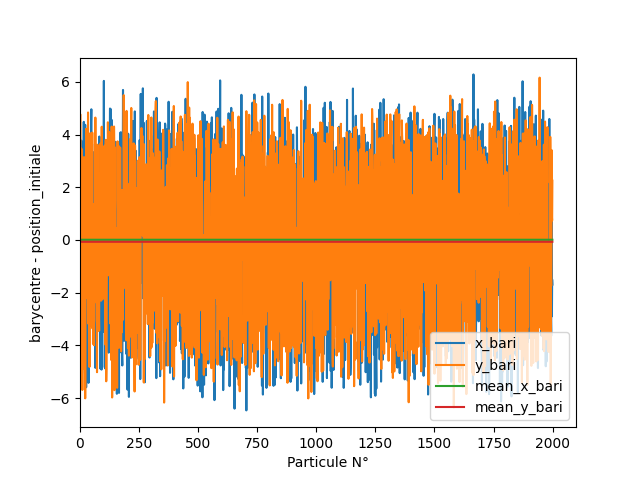 6
4
2
0
−2
−4
−6
barycentre - position_initiale
0
250
500
750
1000
1250
1500
1750
2000
Particule N°
x_bari
y_bari
mean_x_bari
mean_y_bari